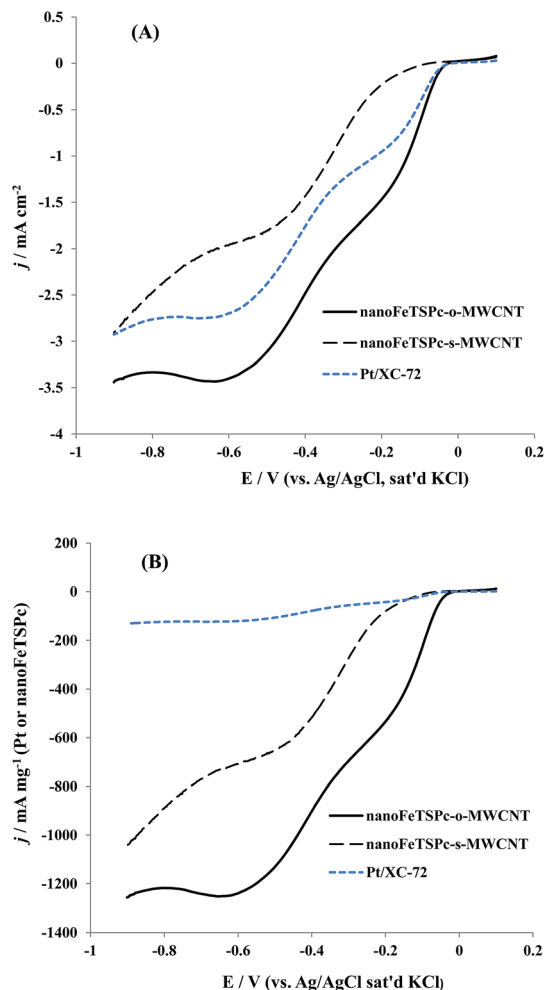 (A)
0.5
0
-0.5
-1
-1.5
-2
-2.5
-3
-3.5
-4
j / mA cm-2
nanoFeTSPc-o-MWCNT
nanoFeTSPc-s-MWCNT
Pt/XC-72
-1 -0.8 -0.6 -0.4 -0.2 0 0.2
E / V (vs. Ag/AgCl, sat'd KCl)
(B)
200
0
-200
-400
-600
-800
-1000
-1200
-1400
j / mA mg-1 (Pt or nanoFeTSPc)
nanoFeTSPc-o-MWCNT
nanoFeTSPc-s-MWCNT
Pt/XC-72
-1 -0.8 -0.6 -0.4 -0.2 0 0.2
E / V (vs. Ag/AgCl sat'd KCl)